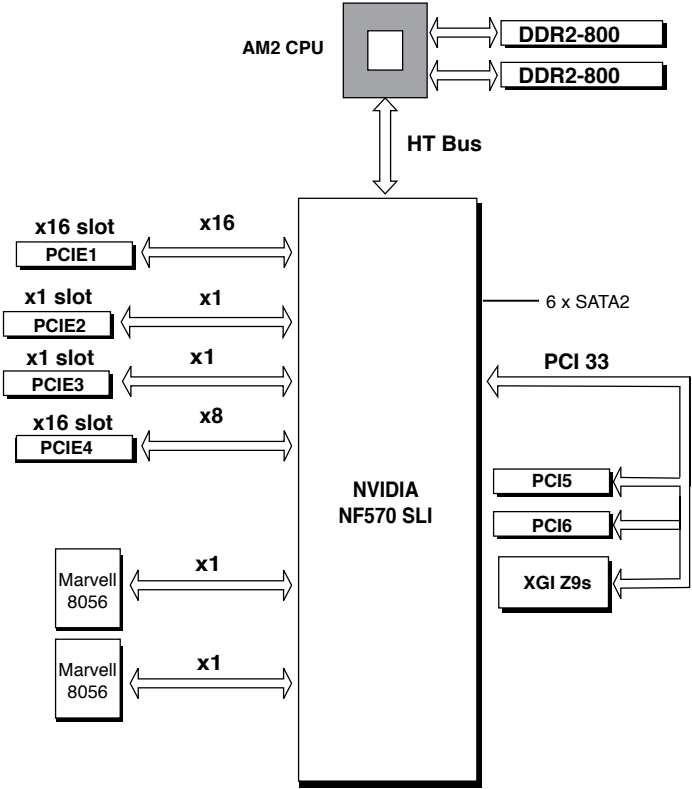 AM2 CPU
DDR2-800
DDR2-800
HT Bus
x16 slot
PCIE1
x16
x1 slot
PCIE2
x1
x1 slot
PCIE3
x1
x16 slot
PCIE4
x8
Marvell
8056
x1
Marvell
8056
x1
NVIDIA
NF570 SLI
6 x SATA2
PCI 33
PCI5
PCI6
XGI Z9s